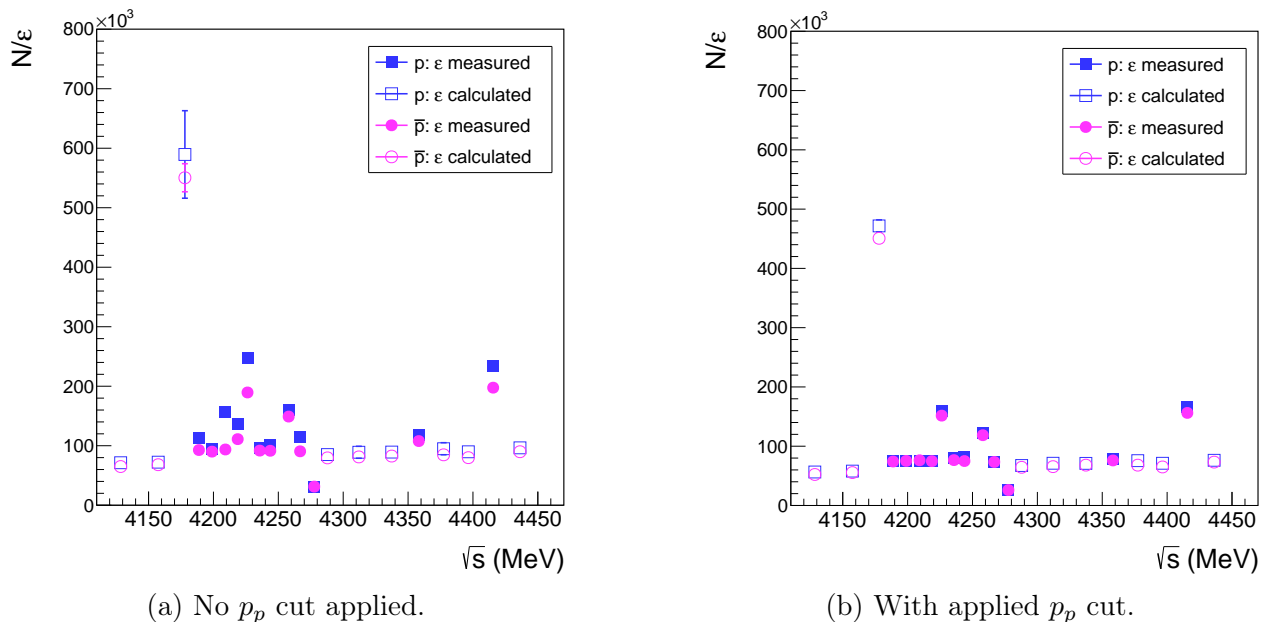 ×10³
N/ε
800
700
600
500
400
300
200
100
0
4150 4200 4250 4300 4350 4400 4450
√s (MeV)
p: ε measured
p: ε calculated
p̅: ε measured
p̅: ε calculated
(a) No pₚ cut applied.
×10³
N/ε
800
700
600
500
400
300
200
100
0
4150 4200 4250 4300 4350 4400 4450
√s (MeV)
p: ε measured
p: ε calculated
p̅: ε measured
p̅: ε calculated
(b) With applied pₚ cut.